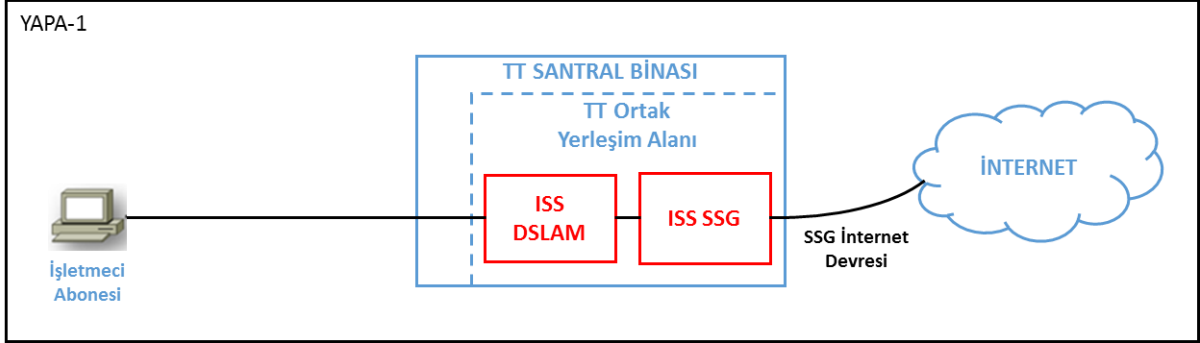 YAPA-1
TT SANTRAL BİNASI
TT Ortak
Yerleşim Alanı
ISS
DSLAM
ISS SSG
İNTERNET
SSG İnternet
Devresi
İşletmeci
Abonesi